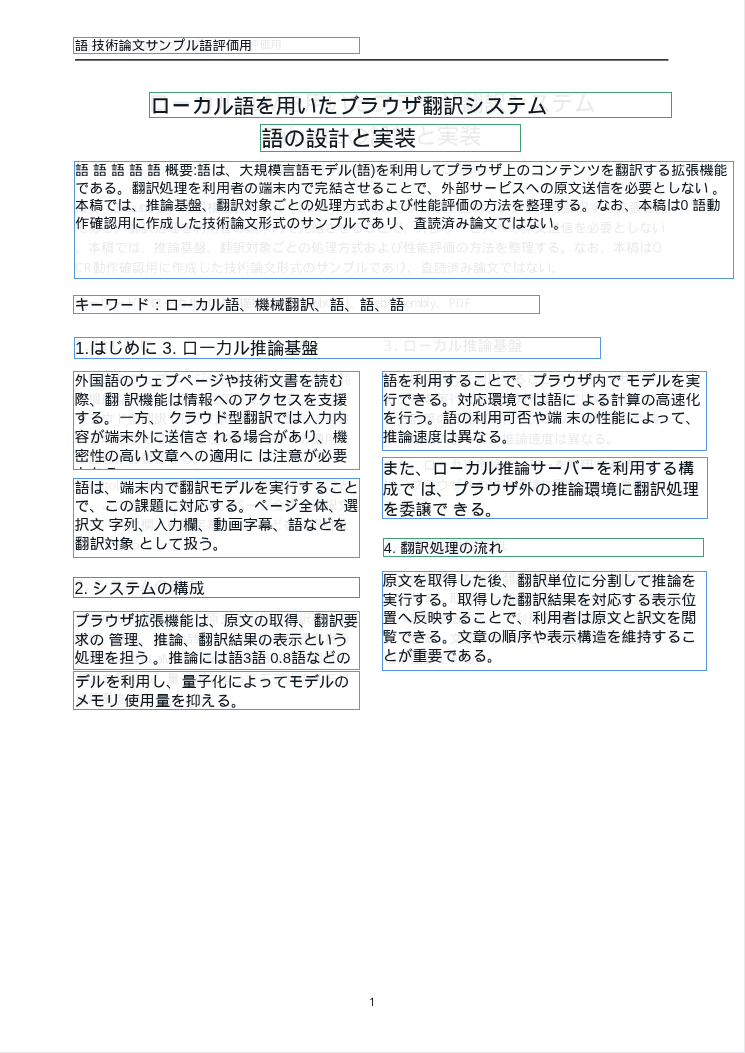 語 技術論文サンプル語評価用
ローカル語を用いたブラウザ翻訳システム
語の設計と実装
語 語 語 語 語 概要:語は、大規模言語モデル(語)を利用してブラウザ上のコンテンツを翻訳する拡張機能
である。翻訳処理を利用者の端末内で完結させることで、外部サービスへの原文送信を必要としない 。
本稿では、推論基盤、翻訳対象ごとの処理方式および性能評価の方法を整理する。なお、本稿は0 語動
作確認用に作成した技術論文形式のサンプルであり、査読済み論文ではない。
キーワード：ローカル語、機械翻訳、語、語、語
1.はじめに 3. ローカル推論基盤
外国語のウェブページや技術文書を読む
際、翻 訳機能は情報へのアクセスを支援
する。一方、 クラウド型翻訳では入力内
容が端末外に送信さ れる場合があり、機
密性の高い文章への適用に は注意が必要
語は、端末内で翻訳モデルを実行すること
で、この課題に対応する。ページ全体、選
択文 字列、入力欄、動画字幕、語などを
翻訳対象 として扱う。
2. システムの構成
ブラウザ拡張機能は、原文の取得、翻訳要
求の 管理、推論、翻訳結果の表示という
処理を担う 。推論には語3語 0.8語などの
デルを利用し、量子化によってモデルの
メモリ 使用量を抑える。
語を利用することで、ブラウザ内で モデルを実
行できる。対応環境では語に よる計算の高速化
を行う。語の利用可否や端 末の性能によって、
推論速度は異なる。
また、ローカル推論サーバーを利用する構
成で は、ブラウザ外の推論環境に翻訳処理
を委譲で きる。
4. 翻訳処理の流れ
原文を取得した後、翻訳単位に分割して推論を
実行する。取得した翻訳結果を対応する表示位
置へ反映することで、利用者は原文と訳文を閲
覧できる。文章の順序や表示構造を維持するこ
とが重要である。
1